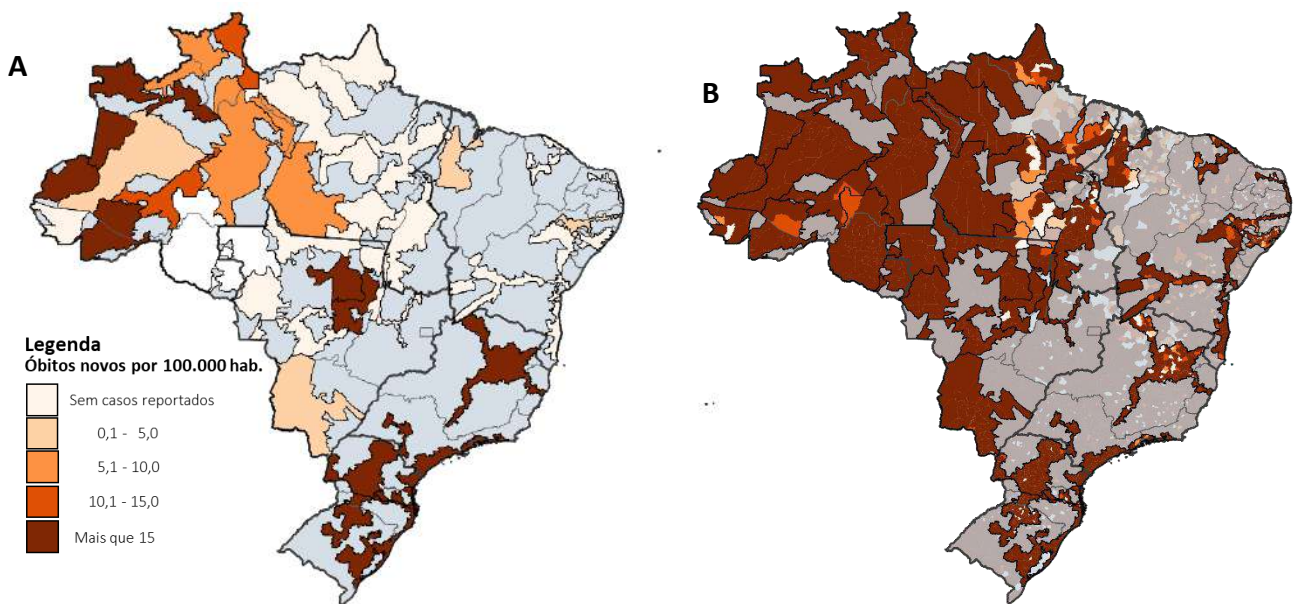 A
B
Legenda
Óbitos novos por 100.000 hab.
Sem casos reportados
0,1 - 5,0
5,1 - 10,0
10,1 - 15,0
Mais que 15